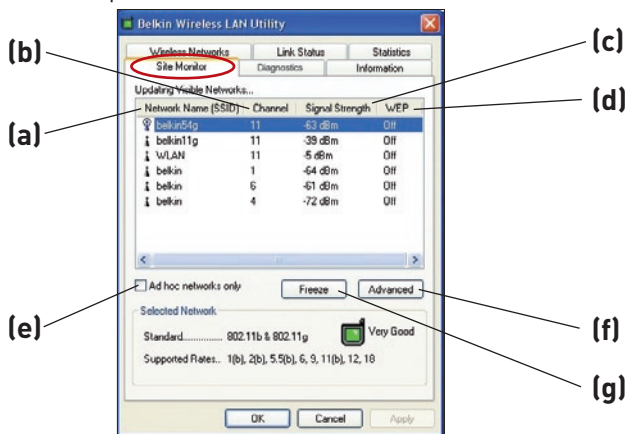 Belkin Wireless LAN Utility
(b)
(c)
Wireless Networks Link Status Statistics
Site Monitor Diagnostics Information
Updating Visible Networks...
(d)
(a)
Network Name (SSID) Channel Signal Strength WEP
belkin54g 11 -63 dBm Off
belkin11g 11 -39 dBm Off
WLAN 11 -5 dBm Off
belkin 1 -64 dBm Off
belkin 6 -61 dBm Off
belkin 4 -72 dBm Off
Ad hoc networks only Freeze Advanced
(e)
(f)
Selected Network
Standard............... 802.11b & 802.11g Very Good
Supported Rates.. 1(b), 2(b), 5.5(b), 6, 9, 11(b), 12, 18
(g)
OK Cancel Apply